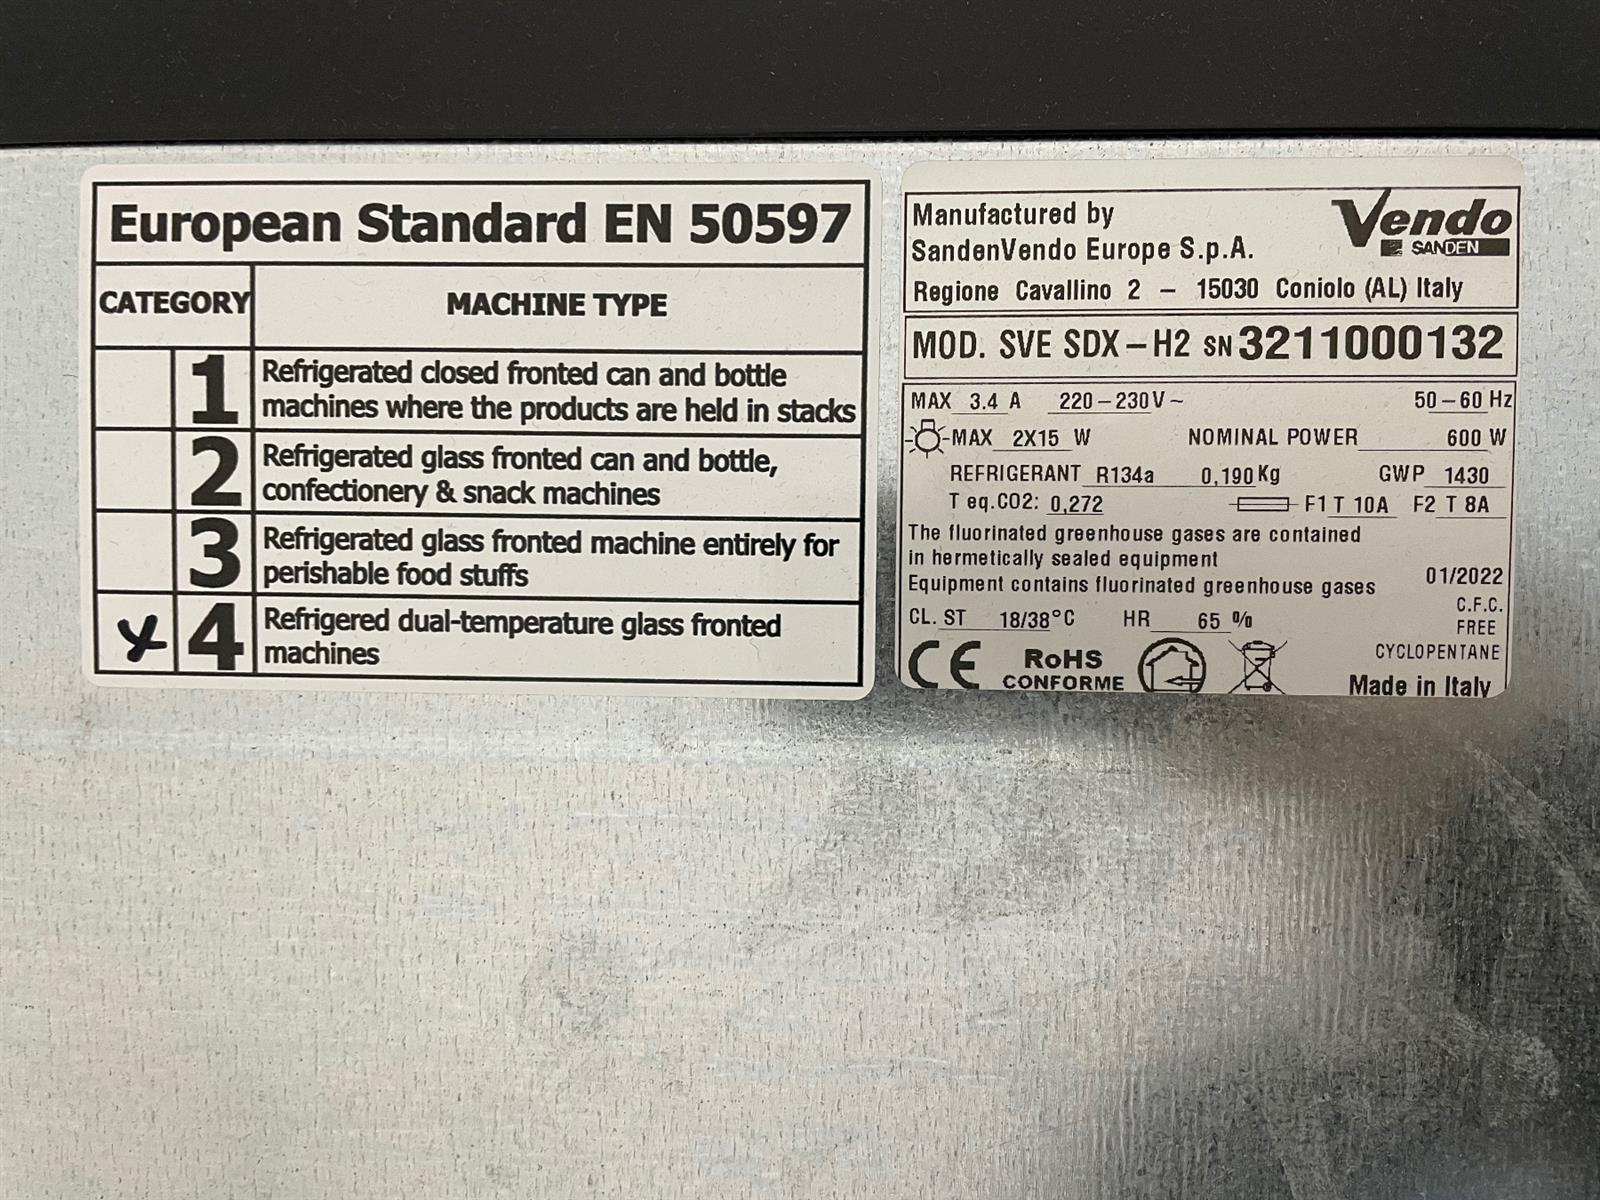 European Standard EN 50597
CATEGORY MACHINE TYPE
1 Refrigerated closed fronted can and bottle
machines where the products are held in stacks
2 Refrigerated glass fronted can and bottle,
confectionery & snack machines
3 Refrigerated glass fronted machine entirely for
perishable food stuffs
4 Refrigered dual-temperature glass fronted
machines
Manufactured by
SandenVendo Europe S.p.A.
Regione Cavallino 2 - 15030 Coniolo (AL) Italy
Vendo
SANDEN
MOD. SVE SDX-H2 SN 3211000132
MAX 3.4 A 220-230V~ 50-60 Hz
MAX 2X15 W NOMINAL POWER 600 W
REFRIGERANT R134a 0,190 Kg GWP 1430
T eq.CO2: 0,272 F1 T 10A F2 T 8A
The fluorinated greenhouse gases are contained
in hermetically sealed equipment
Equipment contains fluorinated greenhouse gases 01/2022
CL. ST 18/38°C HR 65 %
C.F.C.
FREE
CYCLOPENTANE
CE RoHS
CONFORME
Made in Italy